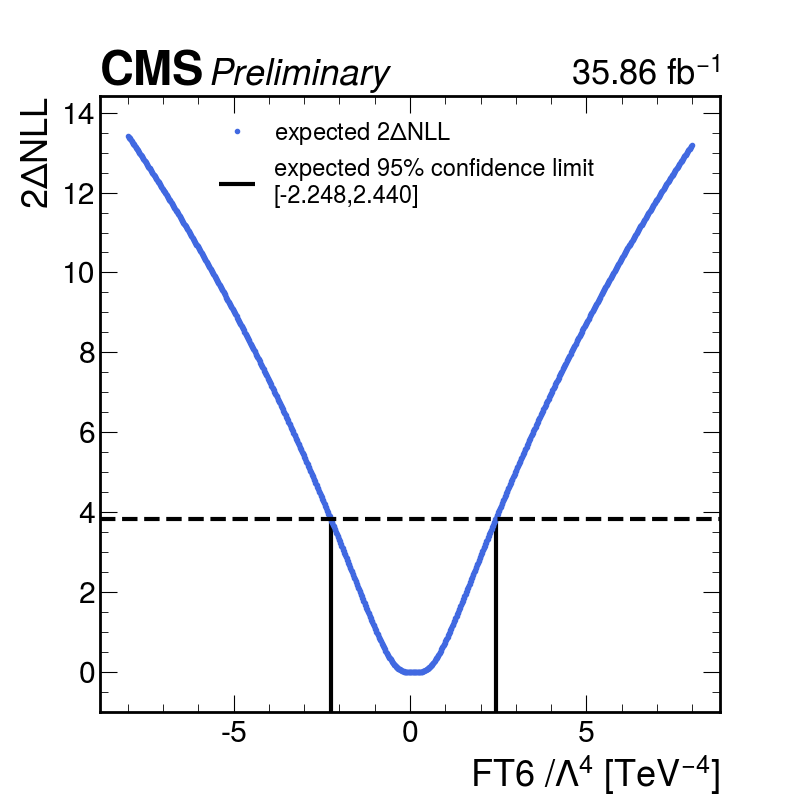 CMS Preliminary 35.86 fb⁻¹
2ΔNLL
14
expected 2ΔNLL
expected 95% confidence limit
12
[-2.248,2.440]
10
8
6
4
2
0
-5 0 5
FT6 /Λ⁴ [TeV⁻⁴]